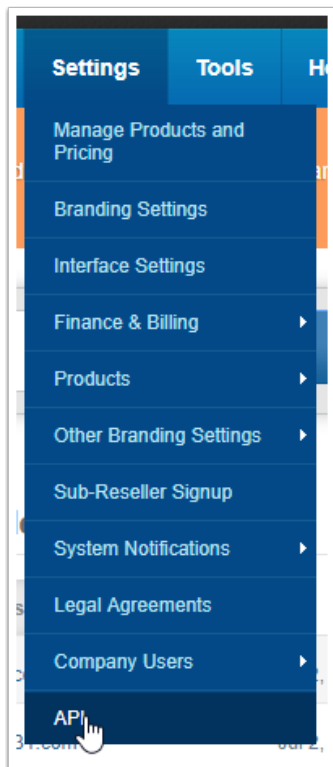 Settings Tools
Manage Products and
Pricing
Branding Settings
Interface Settings
Finance & Billing
Products
Other Branding Settings
Sub-Reseller Signup
System Notifications
Legal Agreements
Company Users
API